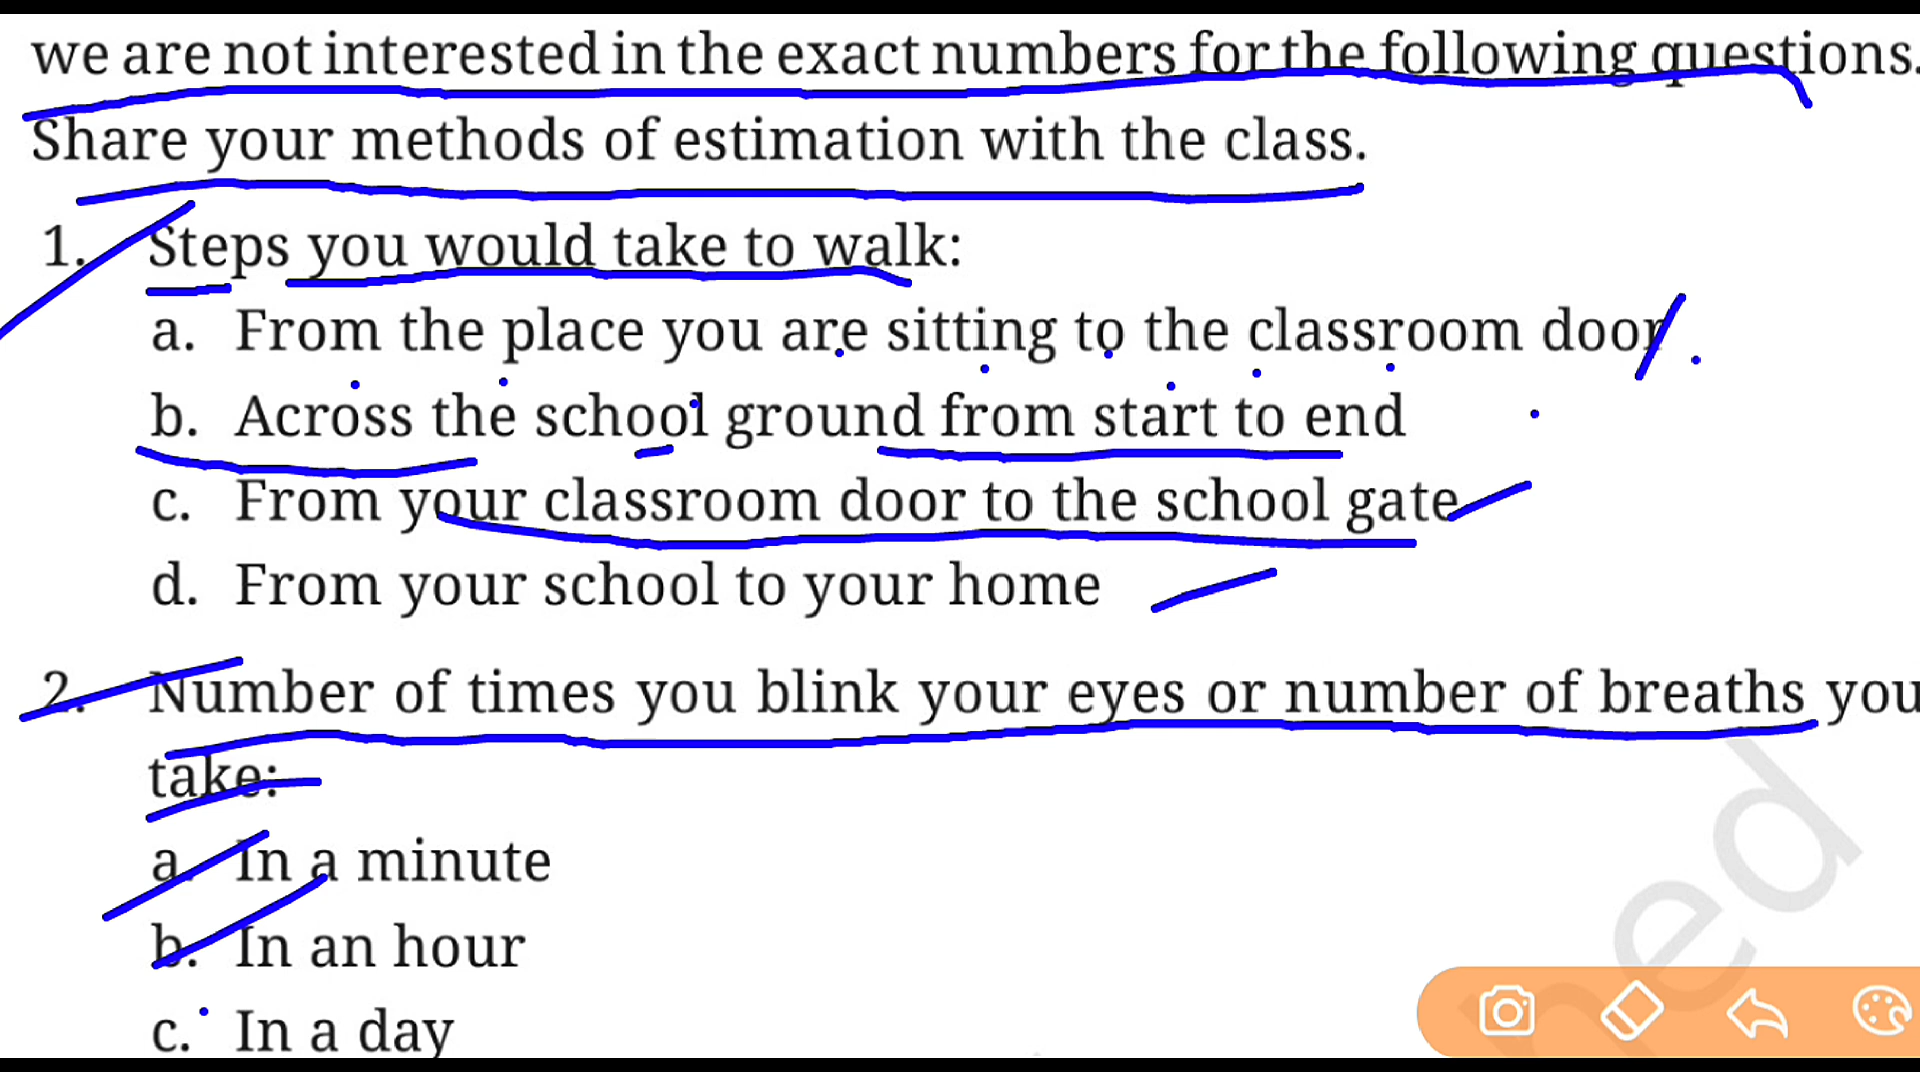 we are not interested in the exact numbers for the following questions.
Share your methods of estimation with the class.
1. Steps you would take to walk:
a. From the place you are sitting to the classroom door
b. Across the school ground from start to end
c. From your classroom door to the school gate
d. From your school to your home
2. Number of times you blink your eyes or number of breaths you
take:
a. In a minute
b. In an hour
c. In a day